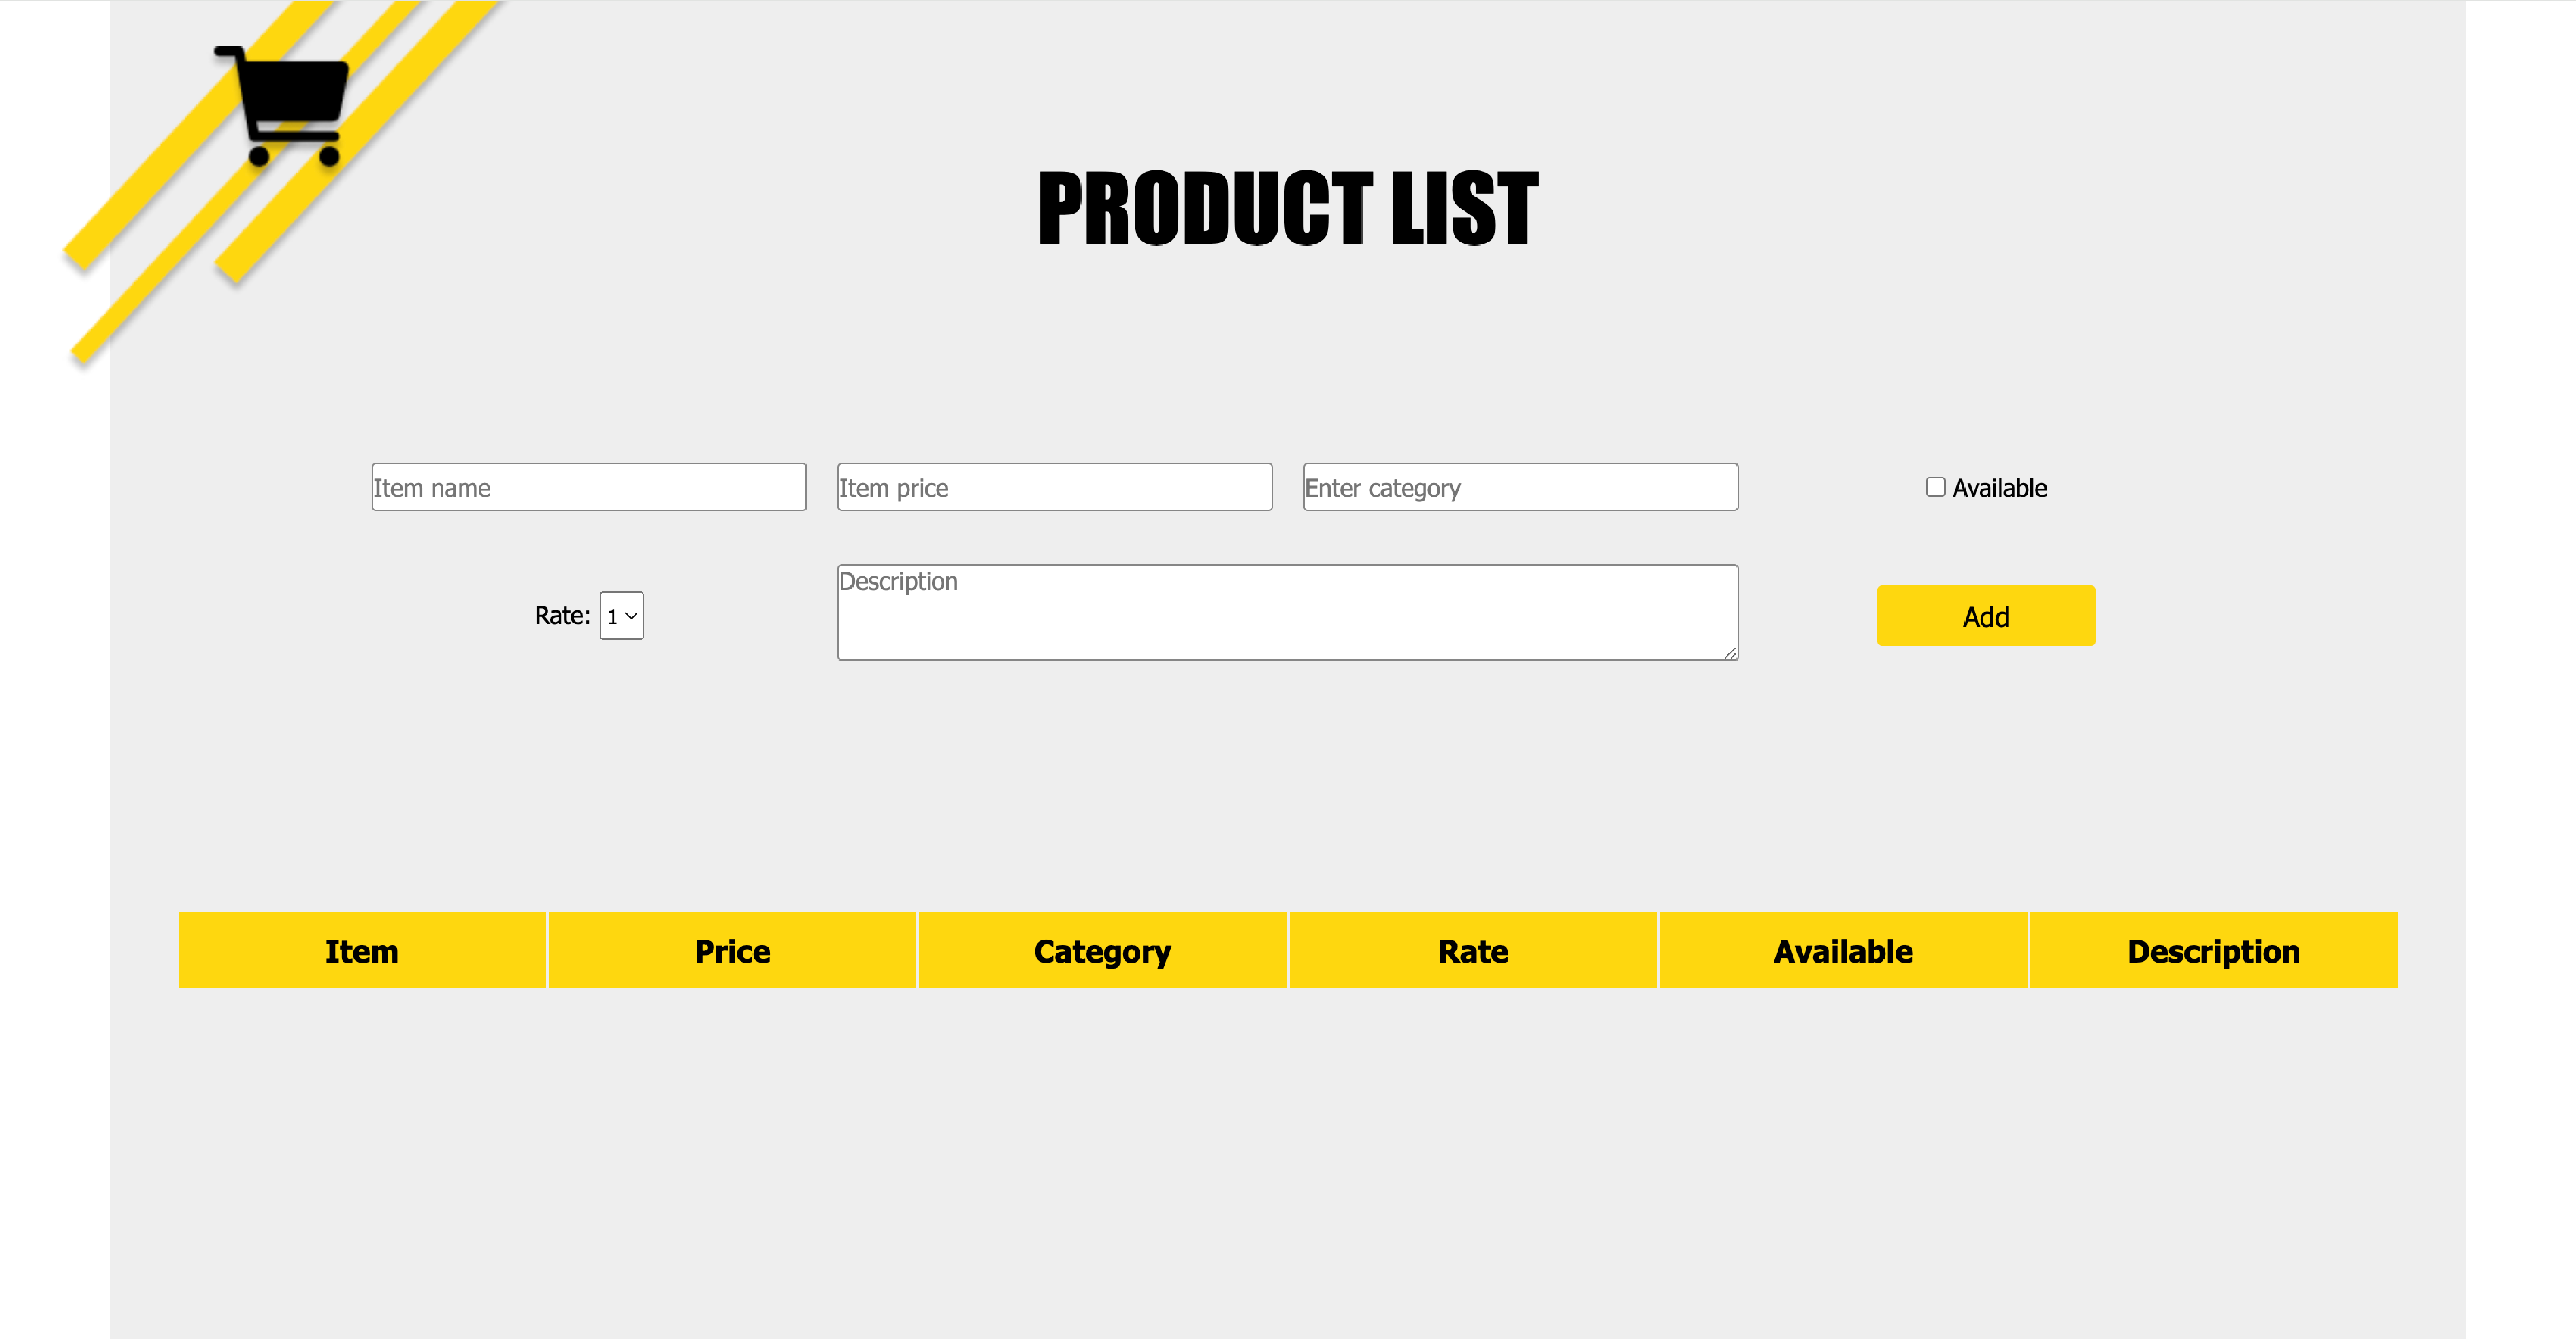 PRODUCT LIST
Item name Item price Enter category Available
Description
Rate: 1 Add
Item Price Category Rate Available Description